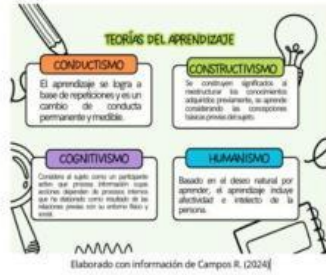 TEORÍAS DEL APRENDIZAJE
CONDUCTISMO
El aprendizaje se logra a
base de repeticiones y es un
cambio de conducta
permanente y medible.
CONSTRUCTIVISMO
Se construyen significados al
reestructurar los conocimientos
adquiridos previamente, se aprende
considerando las concepciones
básicas previas del sujeto.
COGNITIVISMO
Considera al sujeto como un participante
activo que procesa información cuyas
acciones dependen de procesos internos
que ha elaborado como resultado de las
relaciones previas con su entorno físico y
social.
HUMANISMO
Basado en el deseo natural por
aprender, el aprendizaje incluye
afectividad e intelecto de la
persona.
Elaborado con información de Campos R. (2024)